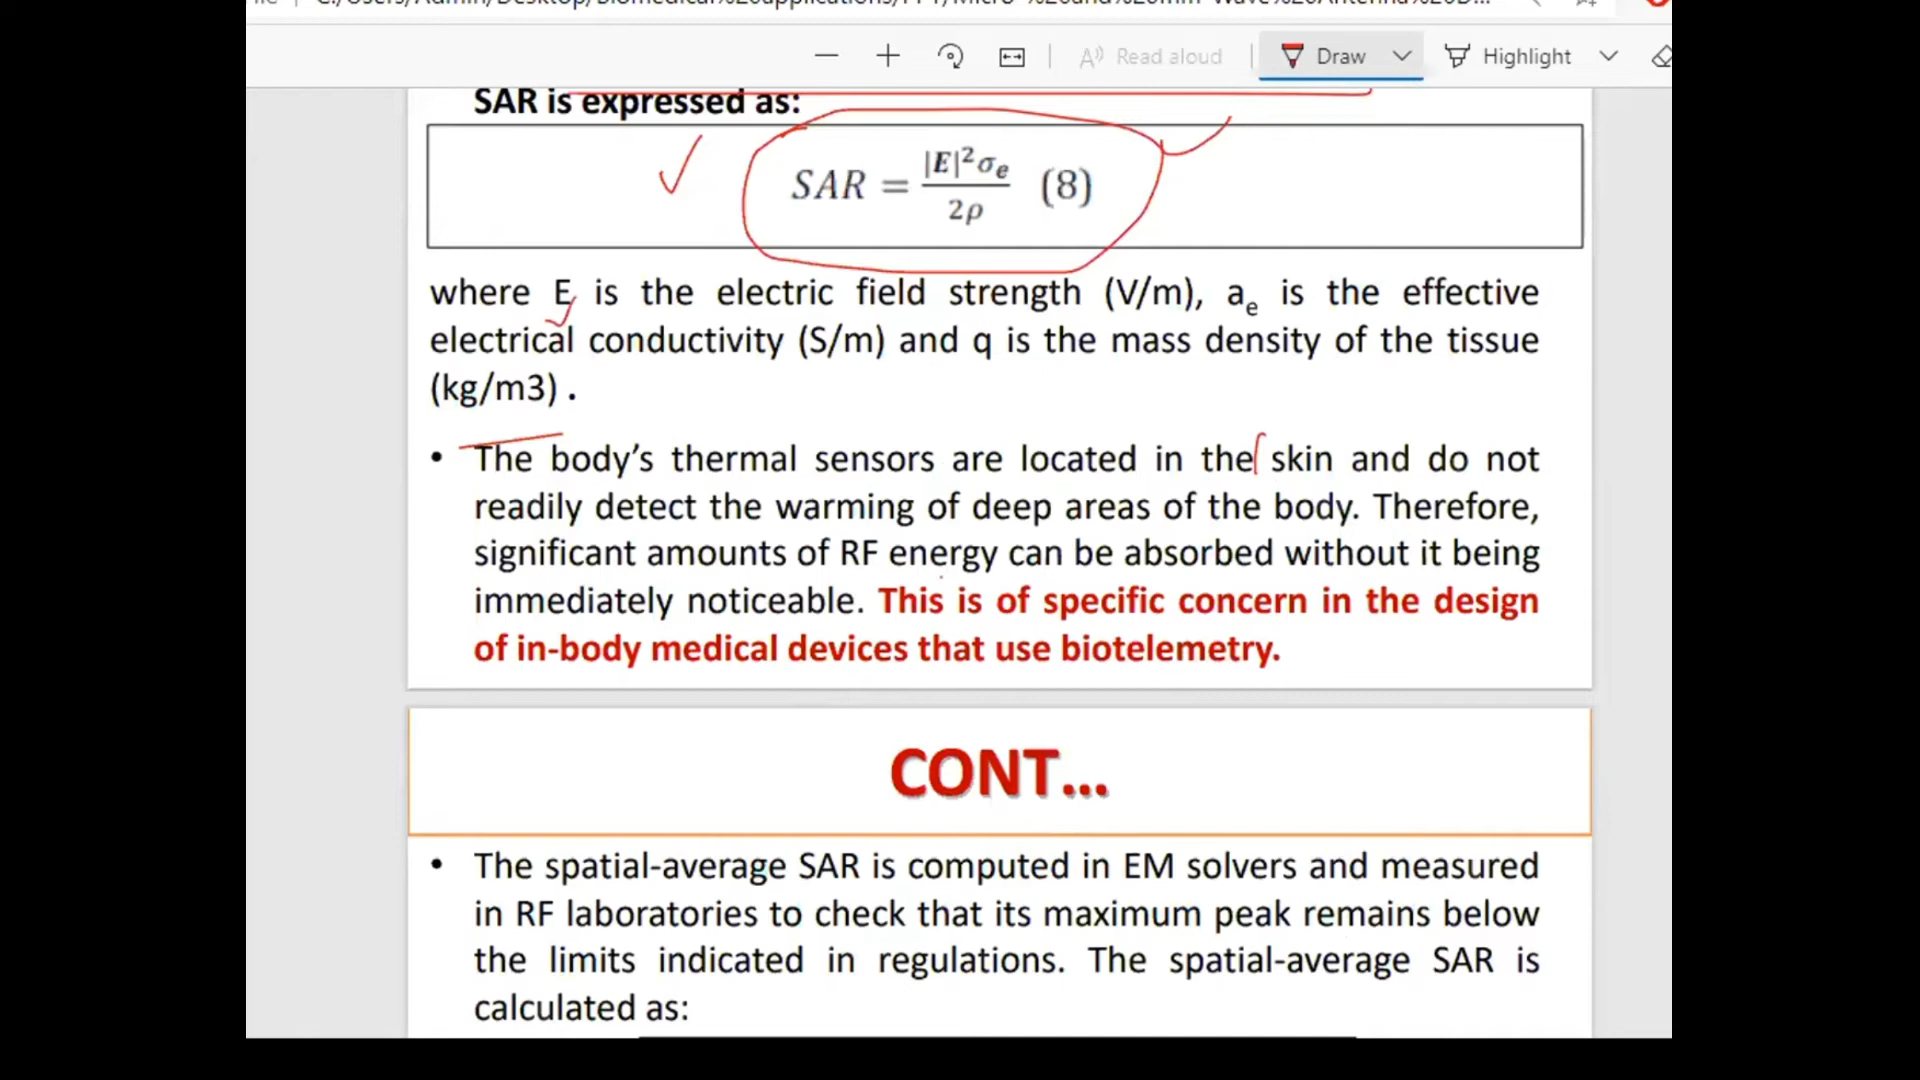 Read aloud
Draw
Highlight
SAR is expressed as:
SAR = |E|²σₑ / 2ρ (8)
where E is the electric field strength (V/m), aₑ is the effective
electrical conductivity (S/m) and q is the mass density of the tissue
(kg/m3) .
• The body’s thermal sensors are located in the skin and do not
readily detect the warming of deep areas of the body. Therefore,
significant amounts of RF energy can be absorbed without it being
immediately noticeable. This is of specific concern in the design
of in-body medical devices that use biotelemetry.
CONT...
• The spatial-average SAR is computed in EM solvers and measured
in RF laboratories to check that its maximum peak remains below
the limits indicated in regulations. The spatial-average SAR is
calculated as: